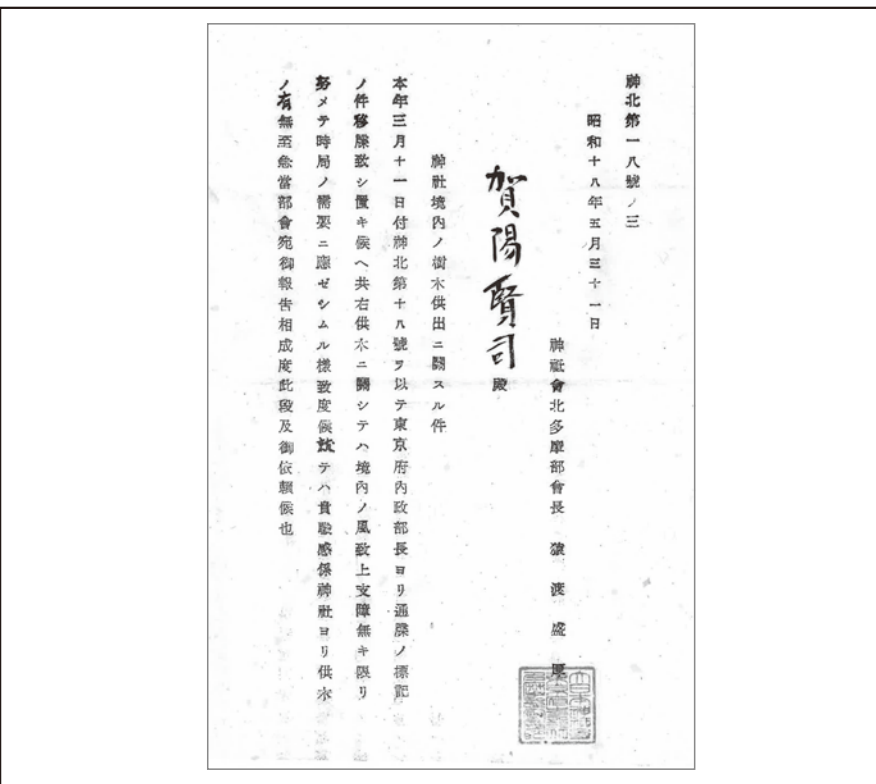 神北第一八號ノ三
昭和十八年五月三十一日
神社會北多摩部會長 猿渡盛厚
賀陽賢司殿
神社境内ノ樹木供出ニ關スル件
本年三月十一日付神北第十八號ヲ以テ東京府内政部長ヨリ通牒ノ標記
ノ件移牒致シ置キ候ヘ共右供木ニ關シテハ境内ノ風致上支障無キ限リ
努メテ時局ノ需要ニ應ゼシムル様致度候就テハ貴職感係神社ヨリ供木
ノ有無至急當部會宛御報告相成度此段及御依頼候也